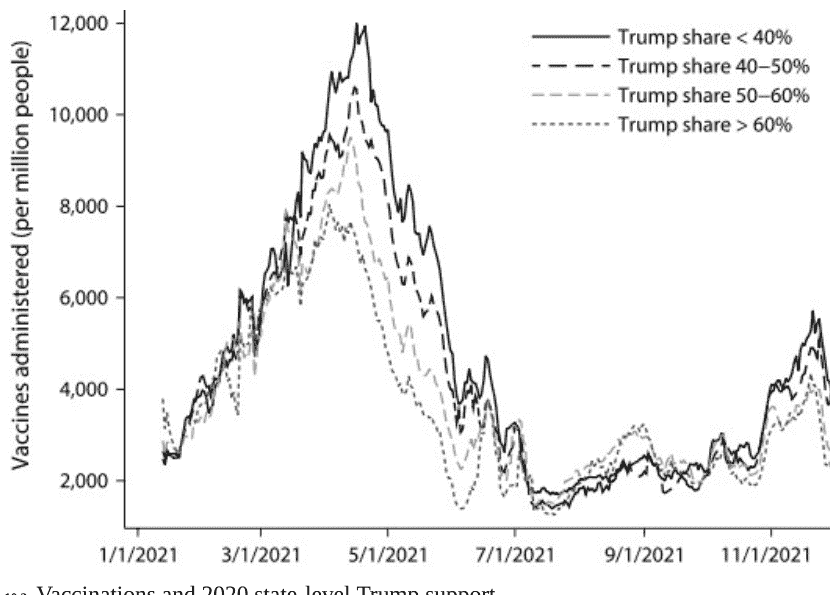 12,000
10,000
8,000
6,000
4,000
2,000
Vaccines administered (per million people)
Trump share < 40%
Trump share 40–50%
Trump share 50–60%
Trump share > 60%
1/1/2021 3/1/2021 5/1/2021 7/1/2021 9/1/2021 11/1/2021
Vaccinations and 2020 state-level Trump support